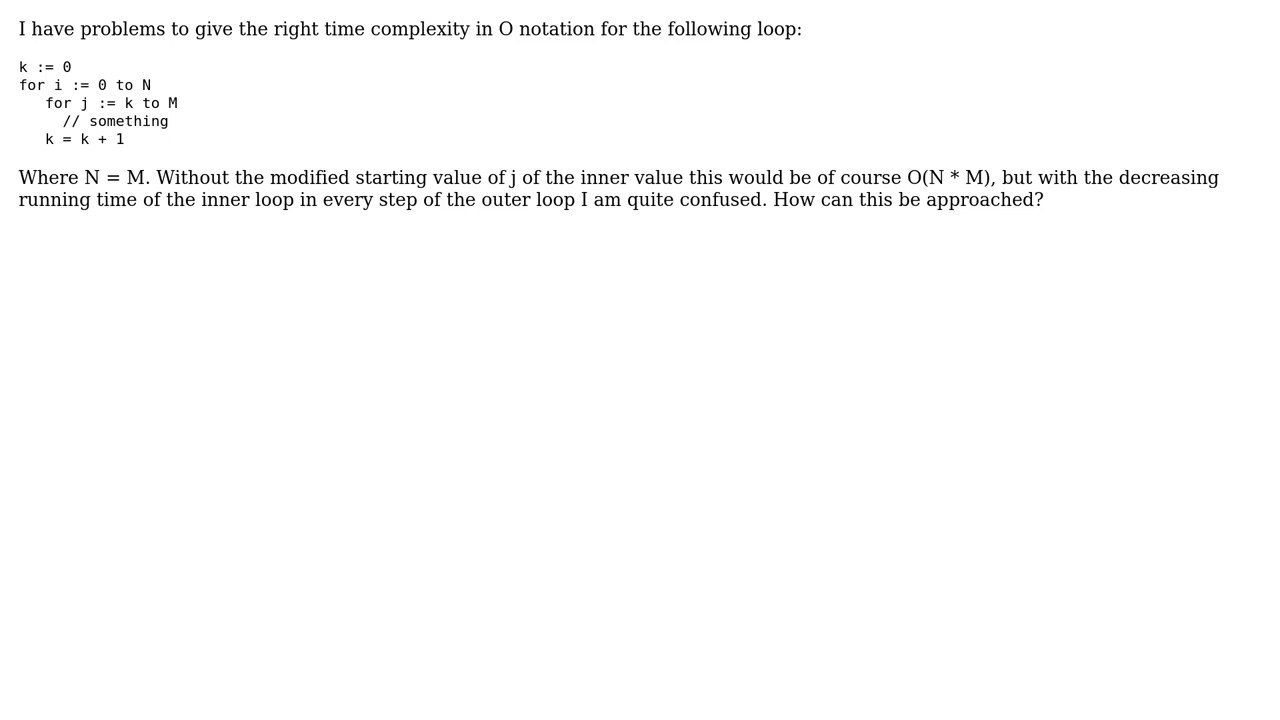 I have problems to give the right time complexity in O notation for the following loop:
k := 0
for i := 0 to N
   for j := k to M
     // something
   k = k + 1
Where N = M. Without the modified starting value of j of the inner value this would be of course O(N * M), but with the decreasing
running time of the inner loop in every step of the outer loop I am quite confused. How can this be approached?